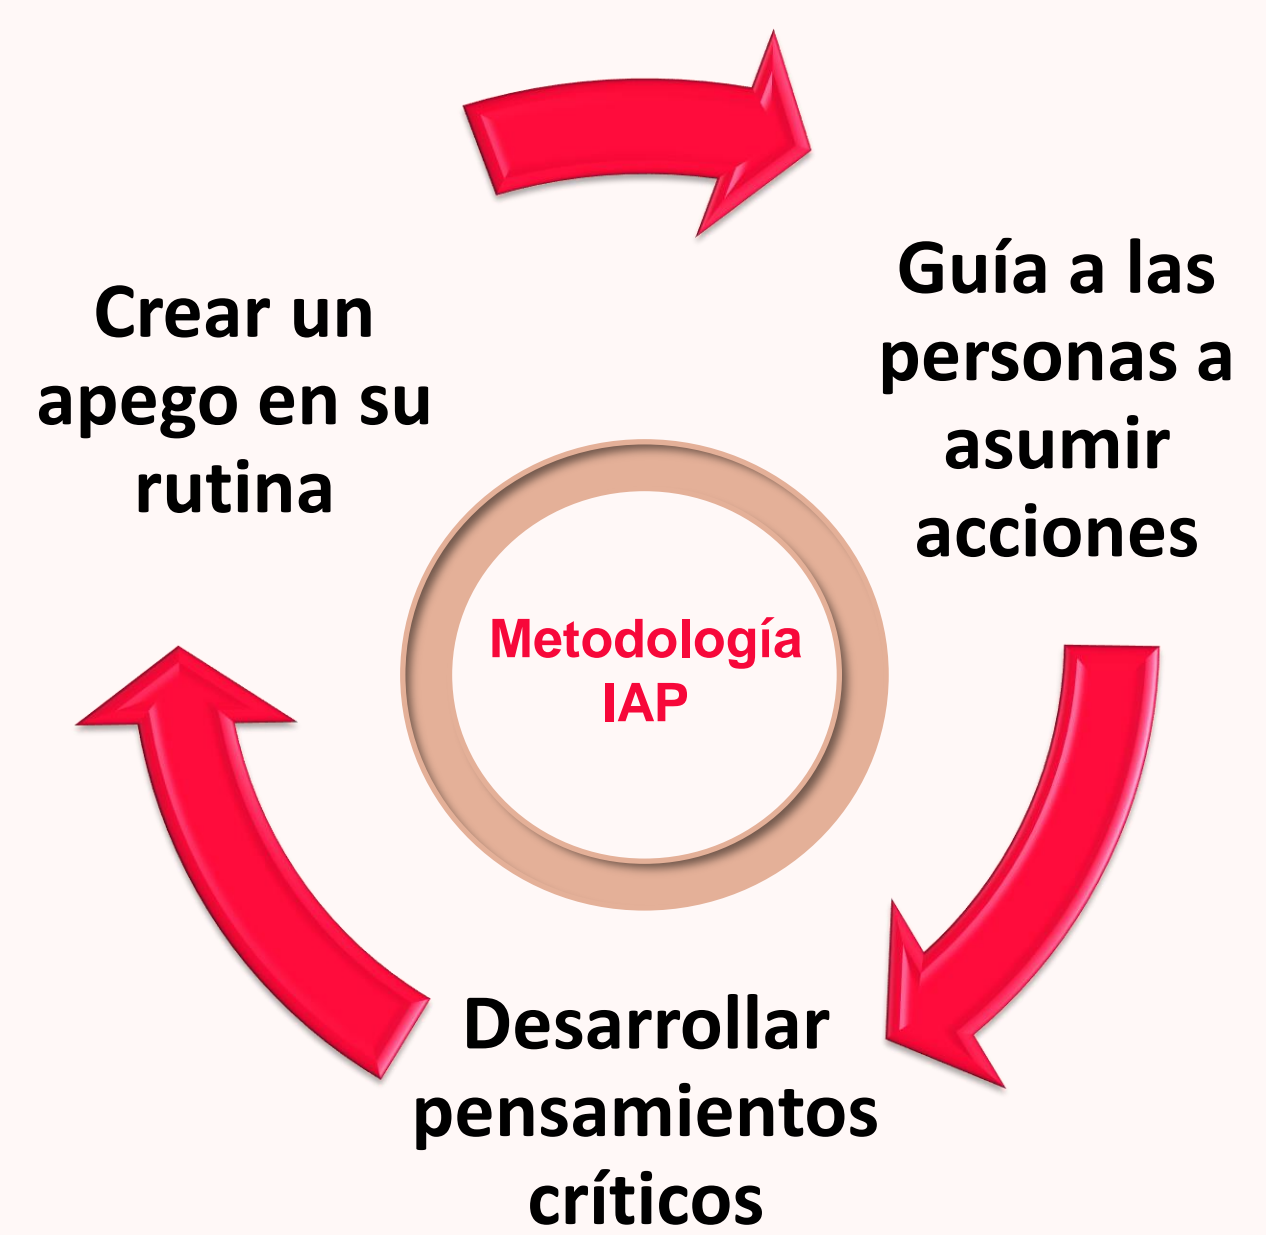 Crear un
apego en su
rutina
Guía a las
personas a
asumir
acciones
Metodología
IAP
Desarrollar
pensamientos
críticos